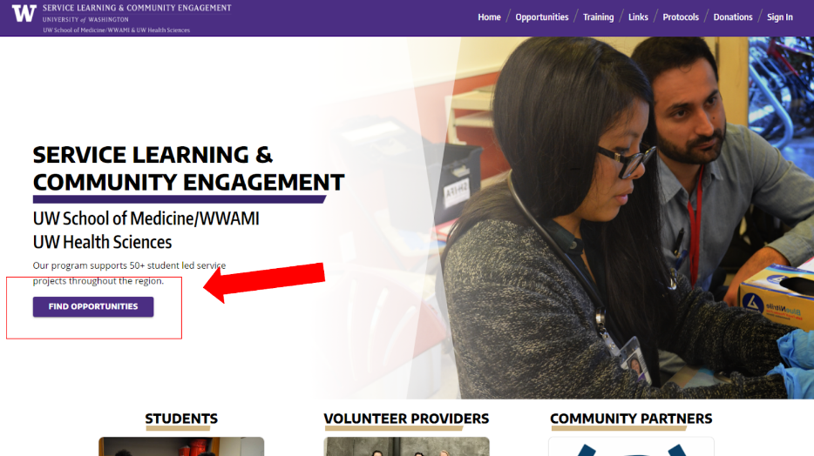 W
SERVICE LEARNING & COMMUNITY ENGAGEMENT
UNIVERSITY of WASHINGTON
UW School of Medicine/WWAMI & UW Health Sciences
Home / Opportunities / Training / Links / Protocols / Donations / Sign In
SERVICE LEARNING &
COMMUNITY ENGAGEMENT
UW School of Medicine/WWAMI
UW Health Sciences
Our program supports 50+ student led service
projects throughout the region.
FIND OPPORTUNITIES
STUDENTS
VOLUNTEER PROVIDERS
COMMUNITY PARTNERS